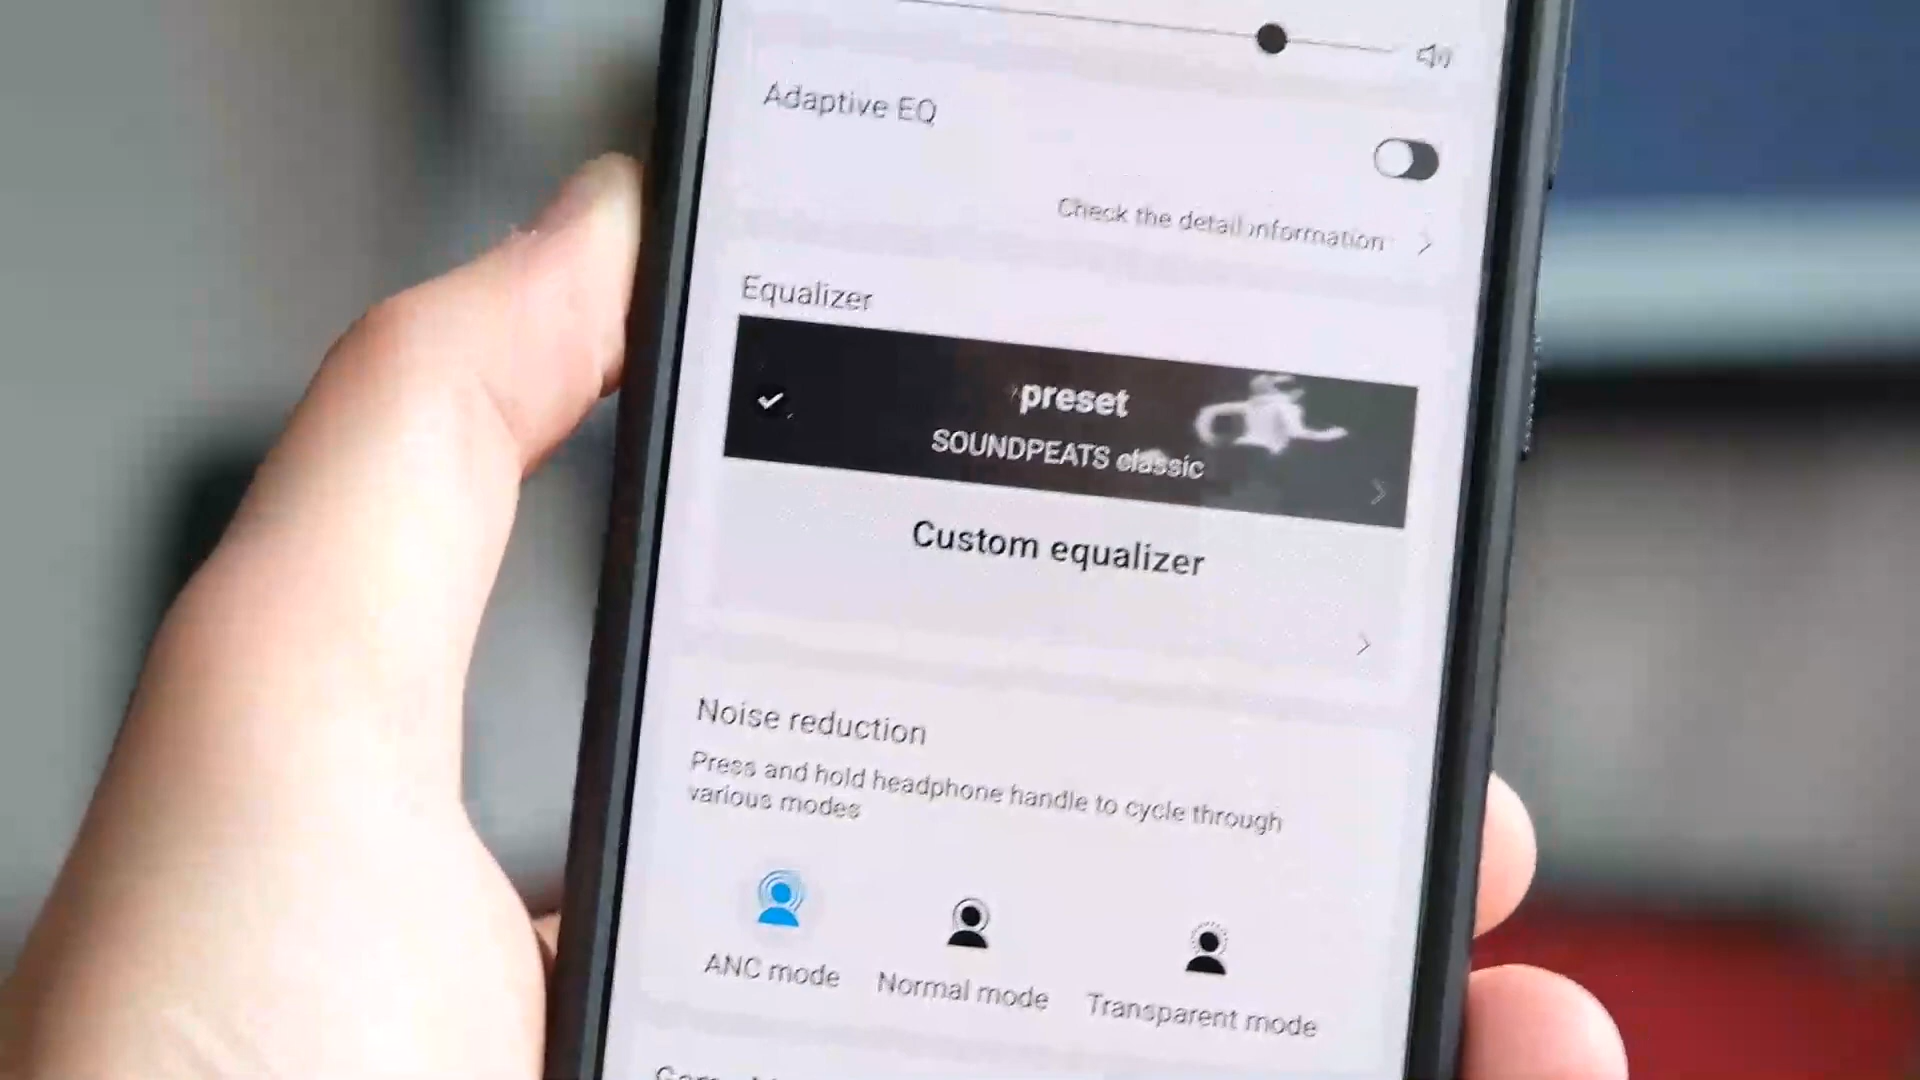 Adaptive EQ
Check the detail information
Equalizer
preset
SOUNDPEATS classic
Custom equalizer
Noise reduction
Press and hold headphone handle to cycle through
various modes
ANC mode
Normal mode
Transparent mode